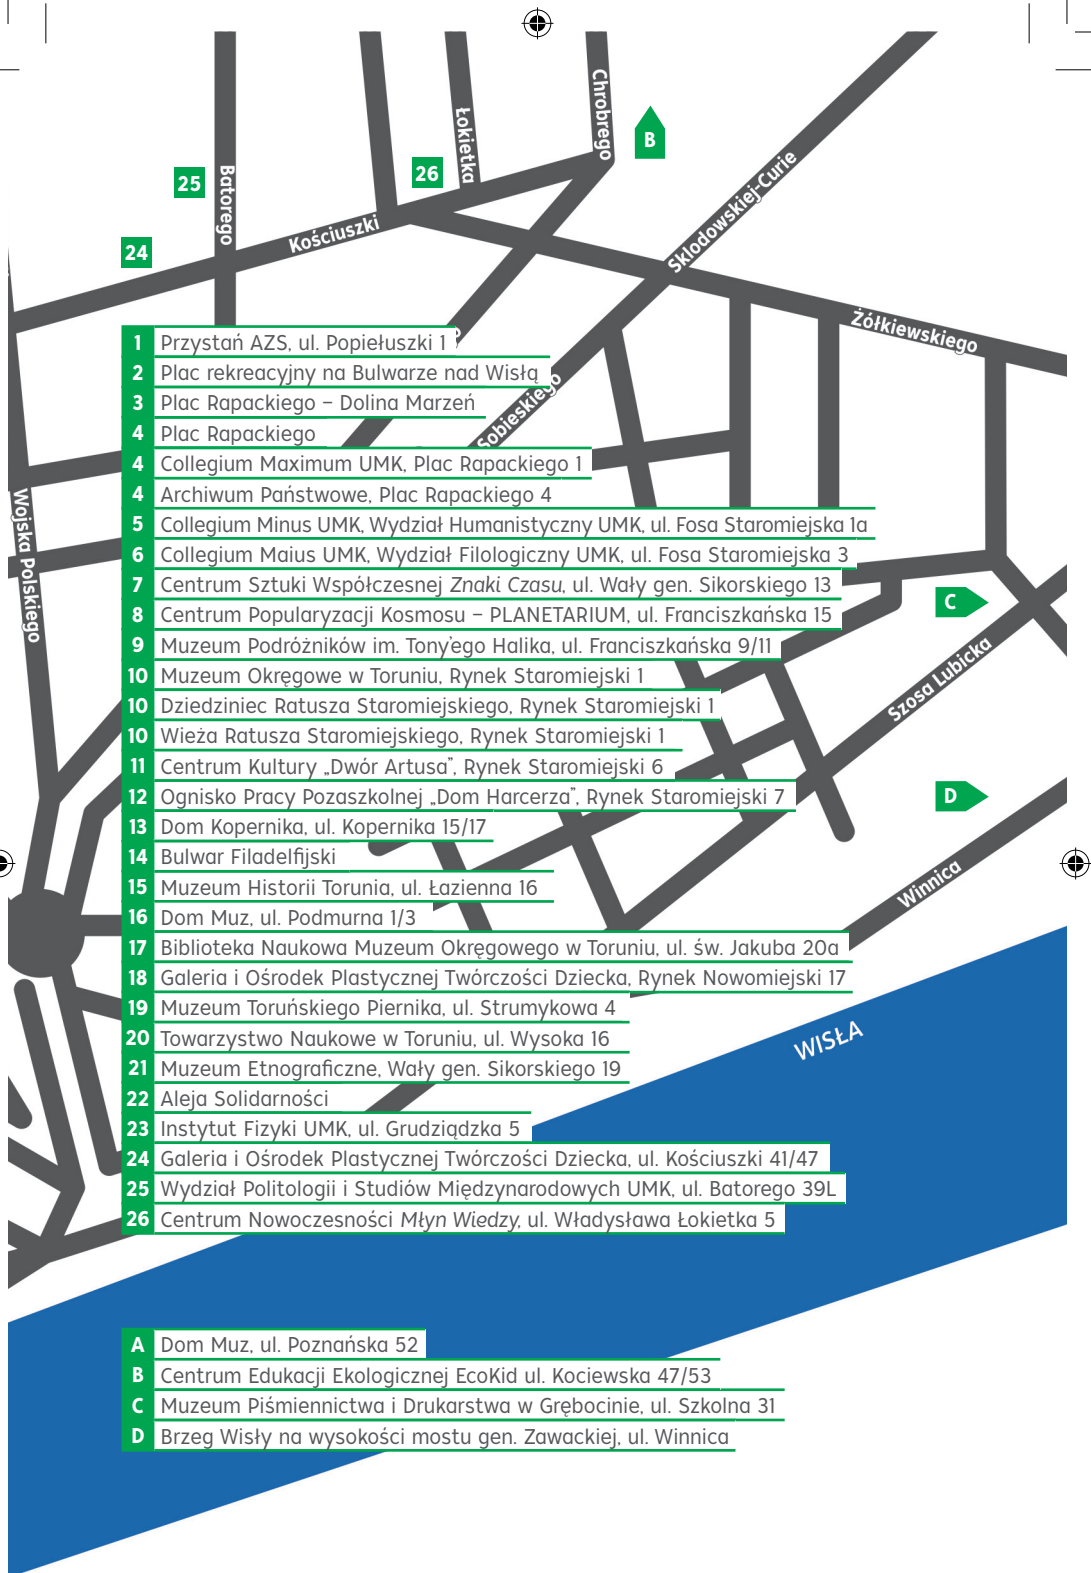 Chrobrego
Łokietka
B
Skłodowskiej-Curie
26
25
Batorego
Kościuszki
24
Żółkiewskiego
Sobieskiego
Wojska Polskiego
1 Przystań AZS, ul. Popiełuszki 1
2 Plac rekreacyjny na Bulwarze nad Wisłą
3 Plac Rapackiego – Dolina Marzeń
4 Plac Rapackiego
4 Collegium Maximum UMK, Plac Rapackiego 1
4 Archiwum Państwowe, Plac Rapackiego 4
5 Collegium Minus UMK, Wydział Humanistyczny UMK, ul. Fosa Staromiejska 1a
6 Collegium Maius UMK, Wydział Filologiczny UMK, ul. Fosa Staromiejska 3
7 Centrum Sztuki Współczesnej Znaki Czasu, ul. Wały gen. Sikorskiego 13
8 Centrum Popularyzacji Kosmosu – PLANETARIUM, ul. Franciszkańska 15
9 Muzeum Podróżników im. Tony'ego Halika, ul. Franciszkańska 9/11
10 Muzeum Okręgowe w Toruniu, Rynek Staromiejski 1
10 Dziedziniec Ratusza Staromiejskiego, Rynek Staromiejski 1
10 Wieża Ratusza Staromiejskiego, Rynek Staromiejski 1
11 Centrum Kultury „Dwór Artusa”, Rynek Staromiejski 6
12 Ognisko Pracy Pozaszkolnej „Dom Harcerza”, Rynek Staromiejski 7
13 Dom Kopernika, ul. Kopernika 15/17
14 Bulwar Filadelfijski
15 Muzeum Historii Torunia, ul. Łazienna 16
16 Dom Muz, ul. Podmurna 1/3
17 Biblioteka Naukowa Muzeum Okręgowego w Toruniu, ul. św. Jakuba 20a
18 Galeria i Ośrodek Plastycznej Twórczości Dziecka, Rynek Nowomiejski 17
19 Muzeum Toruńskiego Piernika, ul. Strumykowa 4
20 Towarzystwo Naukowe w Toruniu, ul. Wysoka 16
21 Muzeum Etnograficzne, Wały gen. Sikorskiego 19
22 Aleja Solidarności
23 Instytut Fizyki UMK, ul. Grudziądzka 5
24 Galeria i Ośrodek Plastycznej Twórczości Dziecka, ul. Kościuszki 41/47
25 Wydział Politologii i Studiów Międzynarodowych UMK, ul. Batorego 39L
26 Centrum Nowoczesności Młyn Wiedzy, ul. Władysława Łokietka 5
C
Szosa Lubicka
D
Winnica
WISŁA
A Dom Muz, ul. Poznańska 52
B Centrum Edukacji Ekologicznej EcoKid ul. Kociewska 47/53
C Muzeum Piśmiennictwa i Drukarstwa w Grębocinie, ul. Szkolna 31
D Brzeg Wisły na wysokości mostu gen. Zawackiej, ul. Winnica